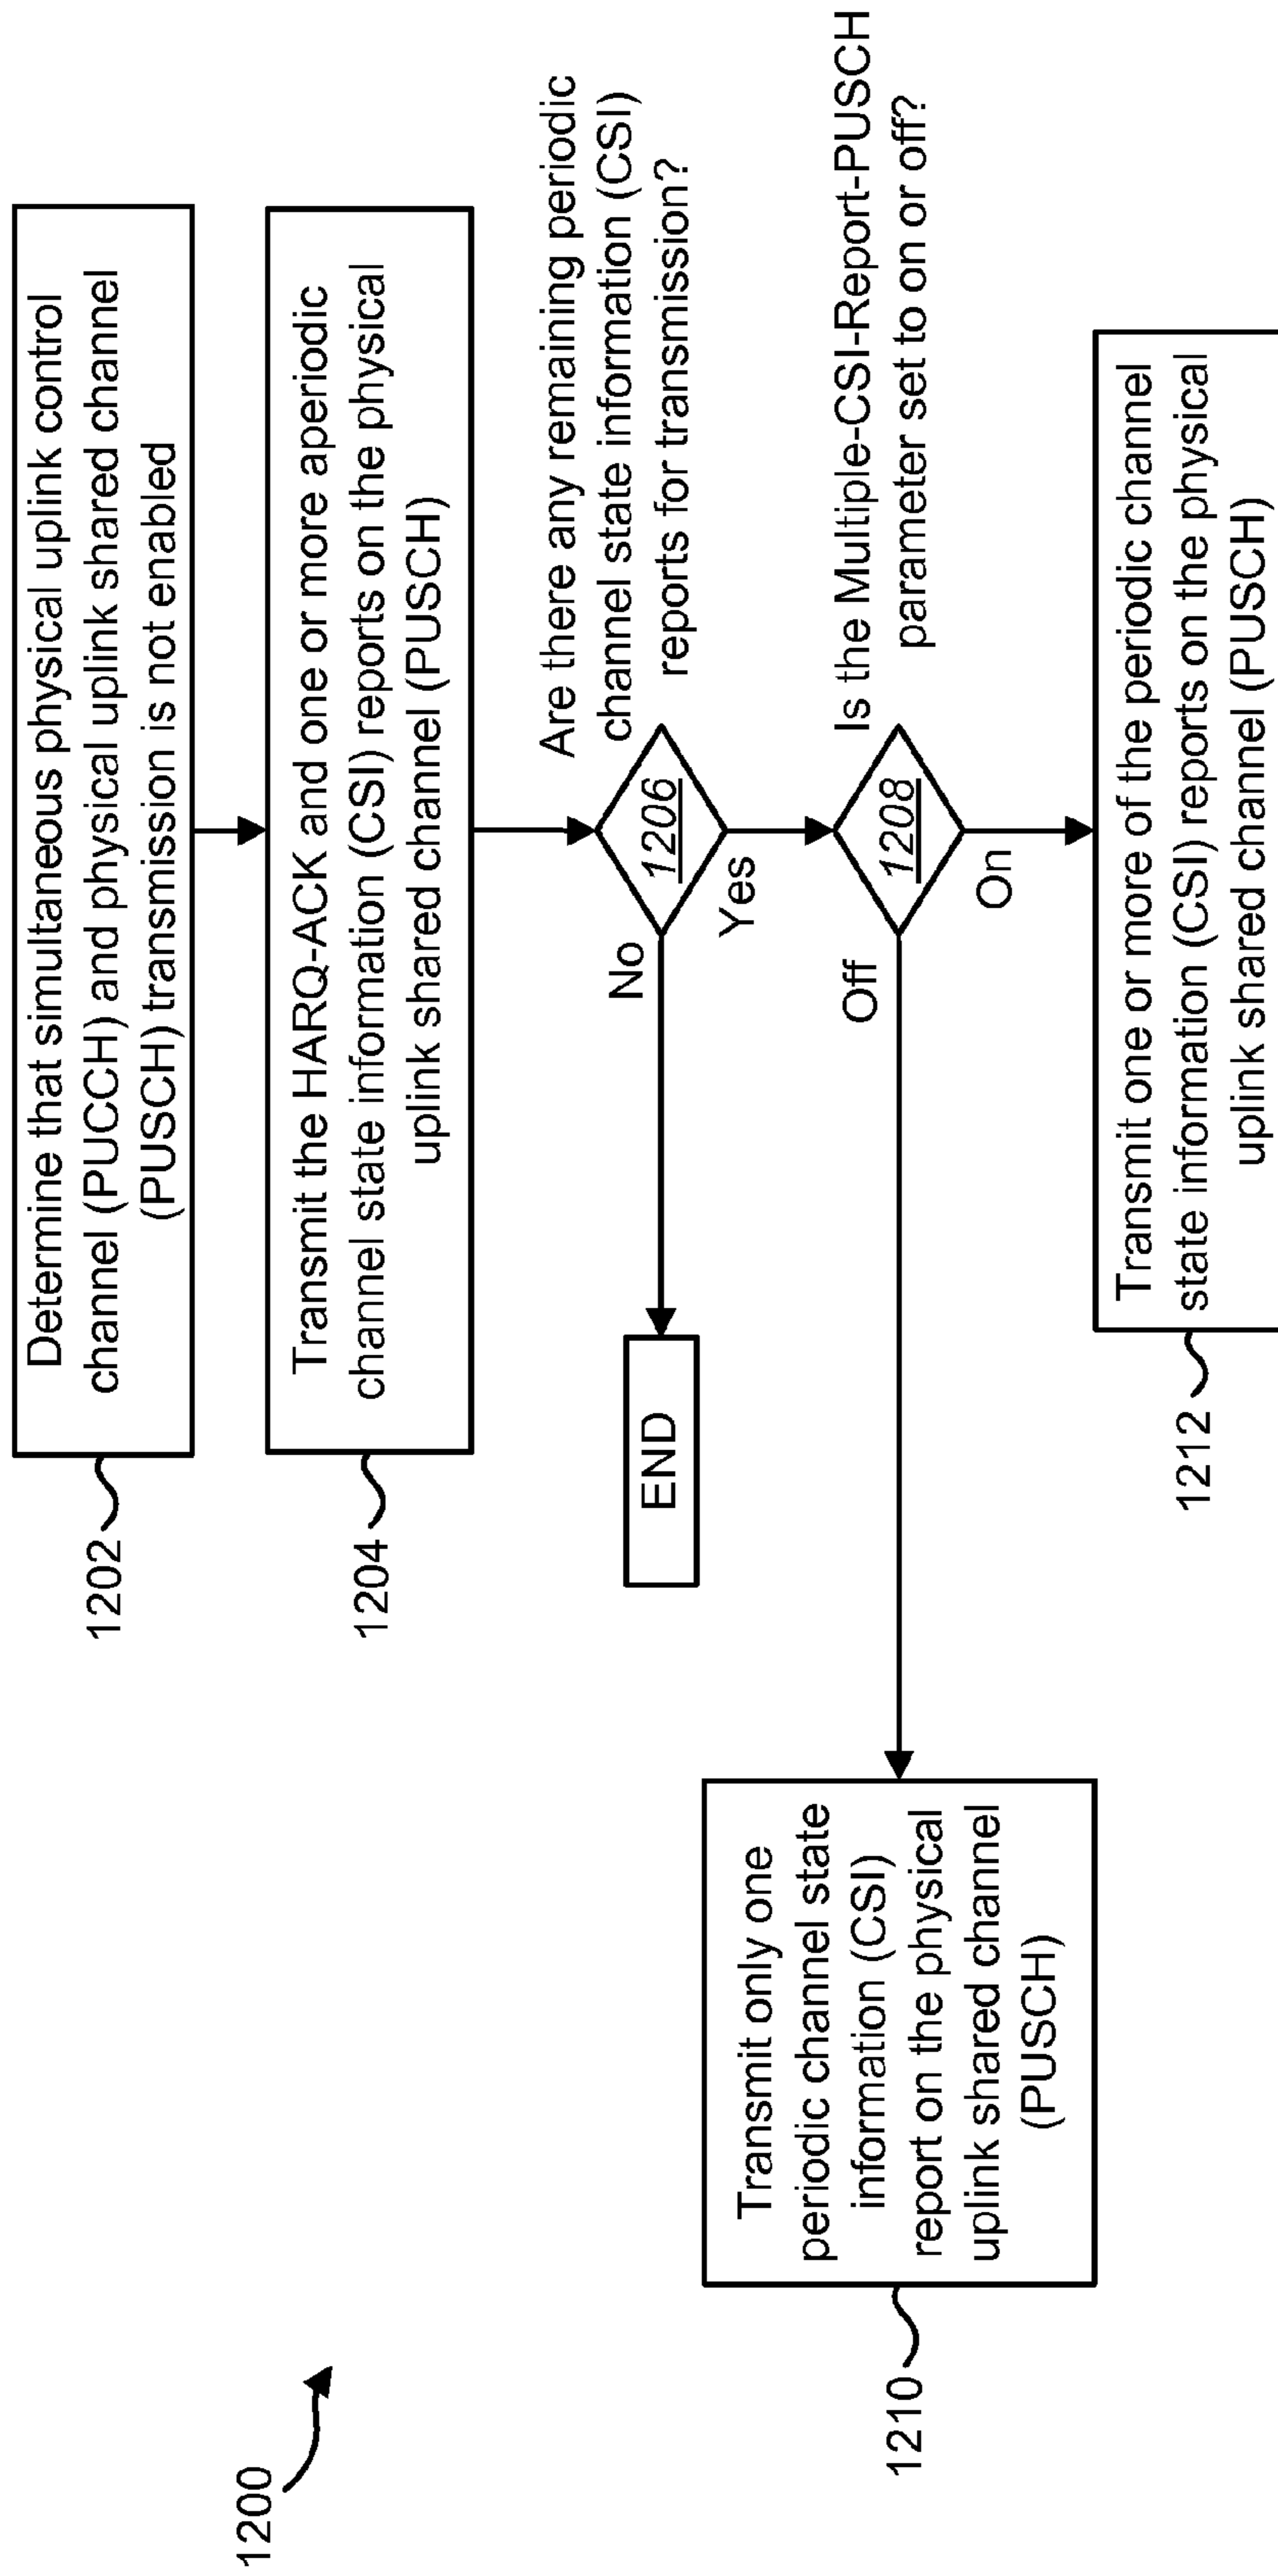 1200
1202
Determine that simultaneous physical uplink control
channel (PUCCH) and physical uplink shared channel
(PUSCH) transmission is not enabled
1204
Transmit the HARQ-ACK and one or more aperiodic
channel state information (CSI) reports on the physical
uplink shared channel (PUSCH)
Are there any remaining periodic
channel state information (CSI)
reports for transmission?
1206
No
Yes
END
Is the Multiple-CSI-Report-PUSCH
parameter set to on or off?
1208
Off
On
1210
Transmit only one
periodic channel state
information (CSI)
report on the physical
uplink shared channel
(PUSCH)
1212
Transmit one or more of the periodic channel
state information (CSI) reports on the physical
uplink shared channel (PUSCH)